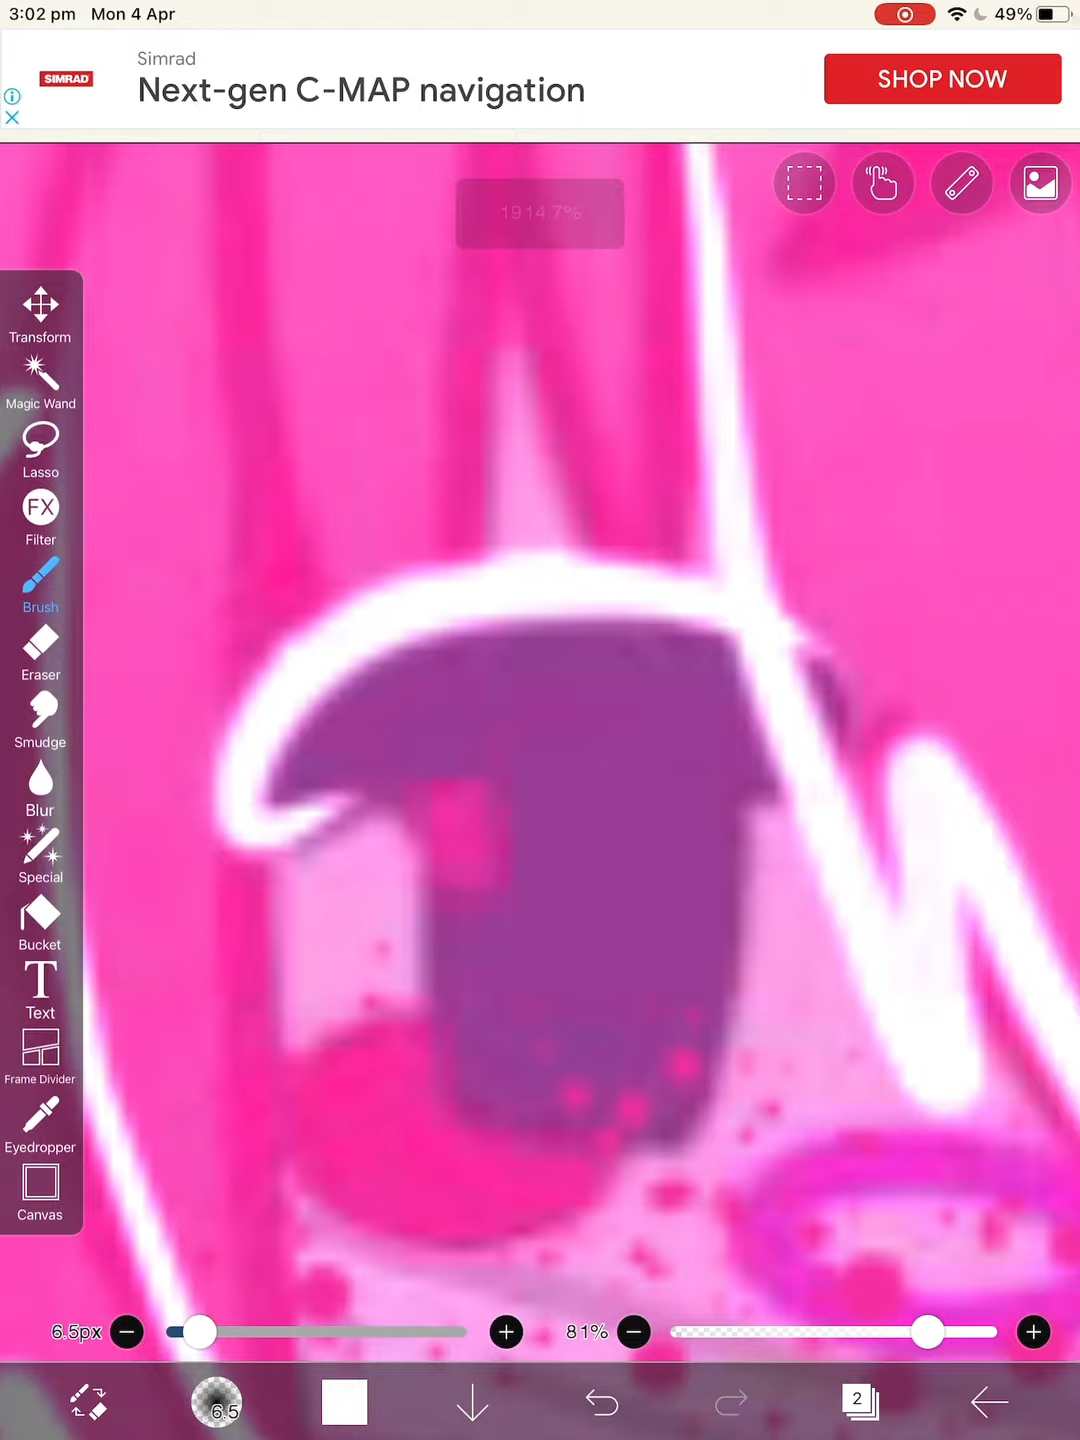 3:02 pm Mon 4 Apr
49%
Simrad
SIMRAD
Next-gen C-MAP navigation
SHOP NOW
1914.7%
Transform
Magic Wand
Lasso
FX
Filter
Brush
Eraser
Smudge
Blur
Special
Bucket
T
Text
Frame Divider
Eyedropper
Canvas
6.5px
81%
6.5
2